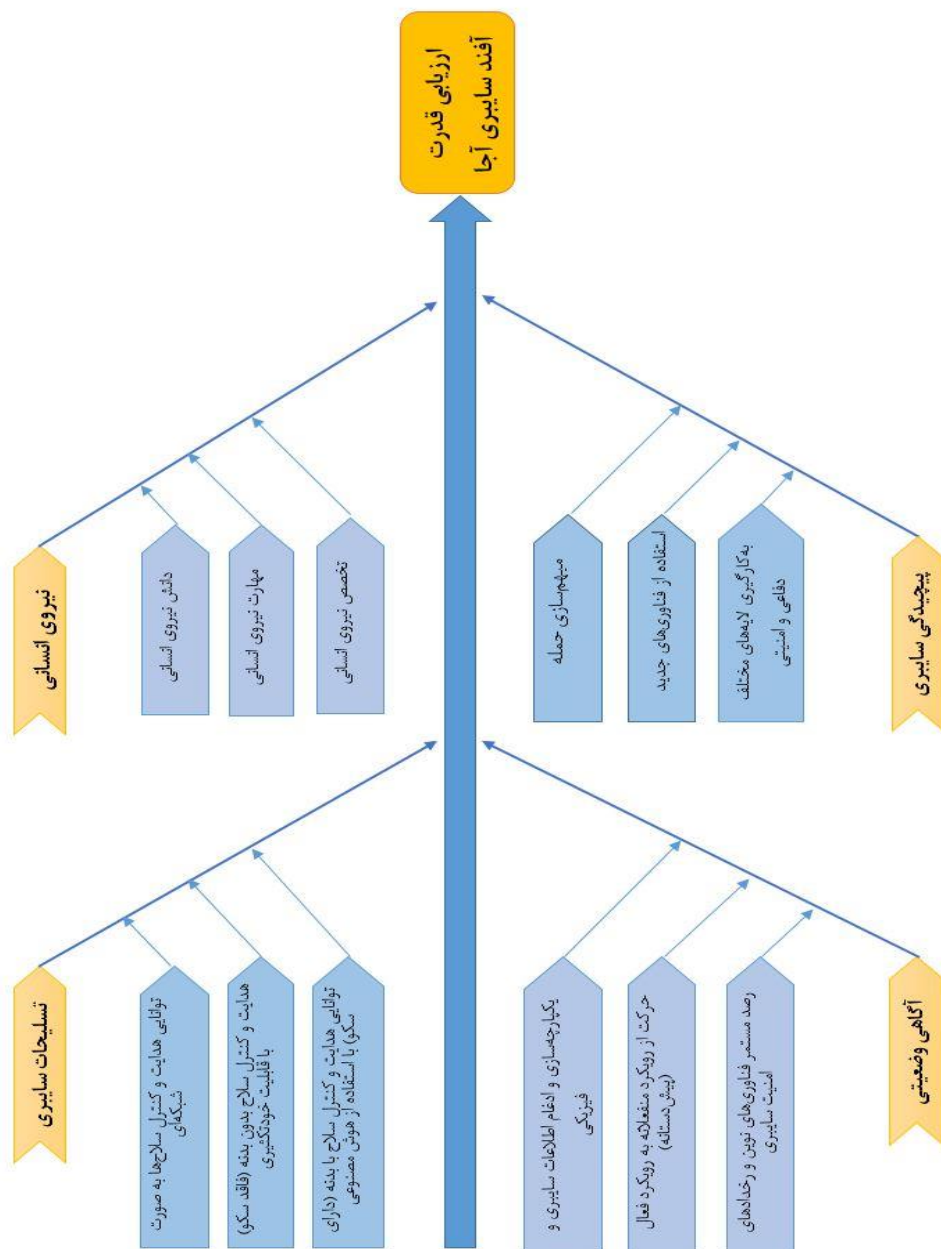 ارزیابی قدرت
آفند سایبری آجا
نیروی انسانی
دانش نیروی انسانی
مهارت نیروی انسانی
تخصص نیروی انسانی
مبهم‌سازی حمله
استفاده از فناوری‌های جدید
به‌کارگیری لایه‌های مختلف
دفاعی و امنیتی
پیچیدگی سایبری
تسلیحات سایبری
توانایی هدایت و کنترل سلاح‌ها به صورت
شبکه‌ای
هدایت و کنترل سلاح بدون بدنه (فاقد سکو)
با قابلیت خودتکثیری
توانایی هدایت و کنترل سلاح با بدنه (دارای
سکو) با استفاده از هوش مصنوعی
یکپارچه‌سازی و ادغام اطلاعات سایبری و
فیزیکی
حرکت از رویکرد منفعلانه به رویکرد فعال
(پیش‌دستانه)
رصد مستمر فناوری‌های نوین و رخدادهای
امنیت سایبری
آگاهی وضعیتی